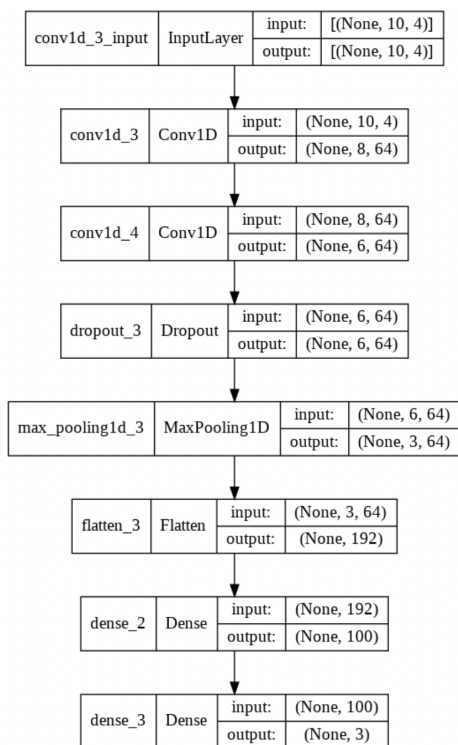 conv1d_3_input InputLayer input: [(None, 10, 4)]
output: [(None, 10, 4)]
conv1d_3 Conv1D input: (None, 10, 4)
output: (None, 8, 64)
conv1d_4 Conv1D input: (None, 8, 64)
output: (None, 6, 64)
dropout_3 Dropout input: (None, 6, 64)
output: (None, 6, 64)
max_pooling1d_3 MaxPooling1D input: (None, 6, 64)
output: (None, 3, 64)
flatten_3 Flatten input: (None, 3, 64)
output: (None, 192)
dense_2 Dense input: (None, 192)
output: (None, 100)
dense_3 Dense input: (None, 100)
output: (None, 3)